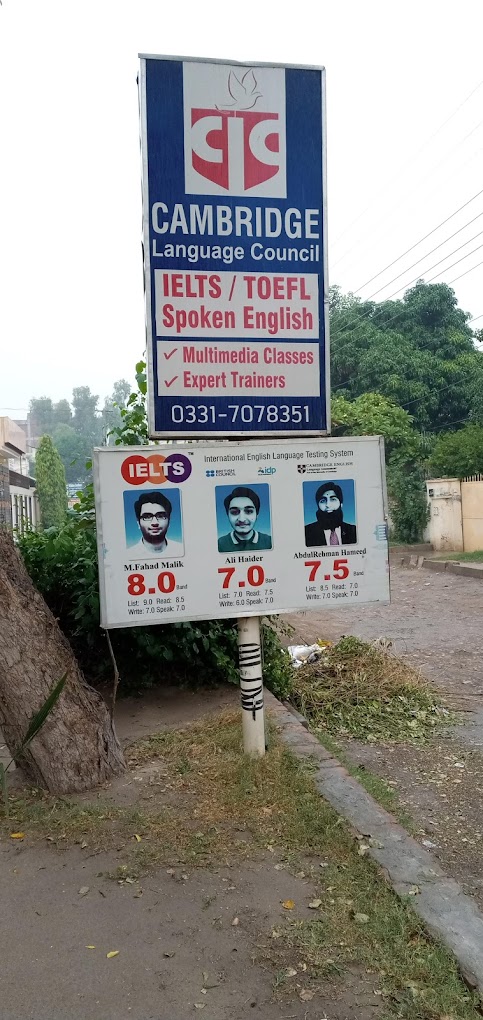 CLC
CAMBRIDGE
Language Council
IELTS / TOEFL
Spoken English
✓ Multimedia Classes
✓ Expert Trainers
0331-7078351
IELTS™ International English Language Testing System
BRITISH COUNCIL
idp
CAMBRIDGE ENGLISH
M.Fahad Malik
8.0 Band
List: 9.0 Read: 8.5
Write: 7.0 Speak: 7.0
Ali Haider
7.0 Band
List: 7.0 Read: 7.5
Write: 6.0 Speak: 7.0
AbdulRehman Hameed
7.5 Band
List: 8.5 Read: 7.0
Write: 7.0 Speak: 7.0